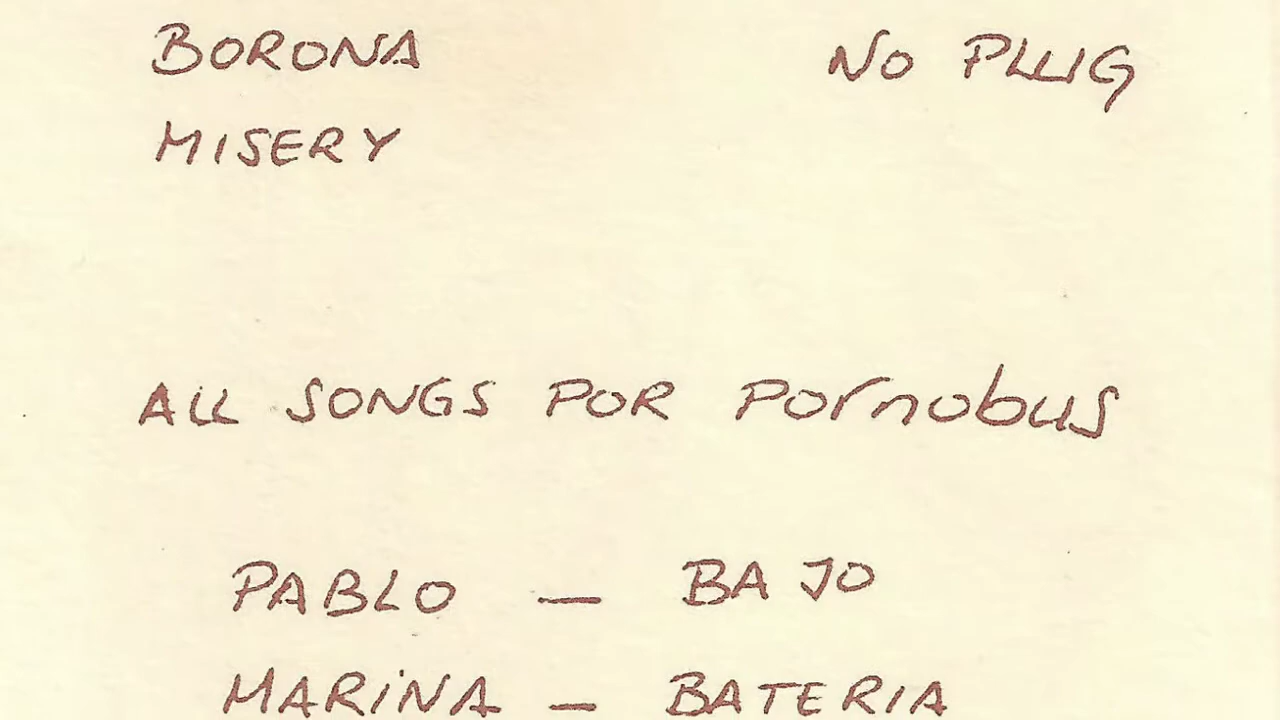 BORONA NO PLUG
MISERY
ALL SONGS POR Pornobus
PABLO — BAJO
MARiNA — BATERIA